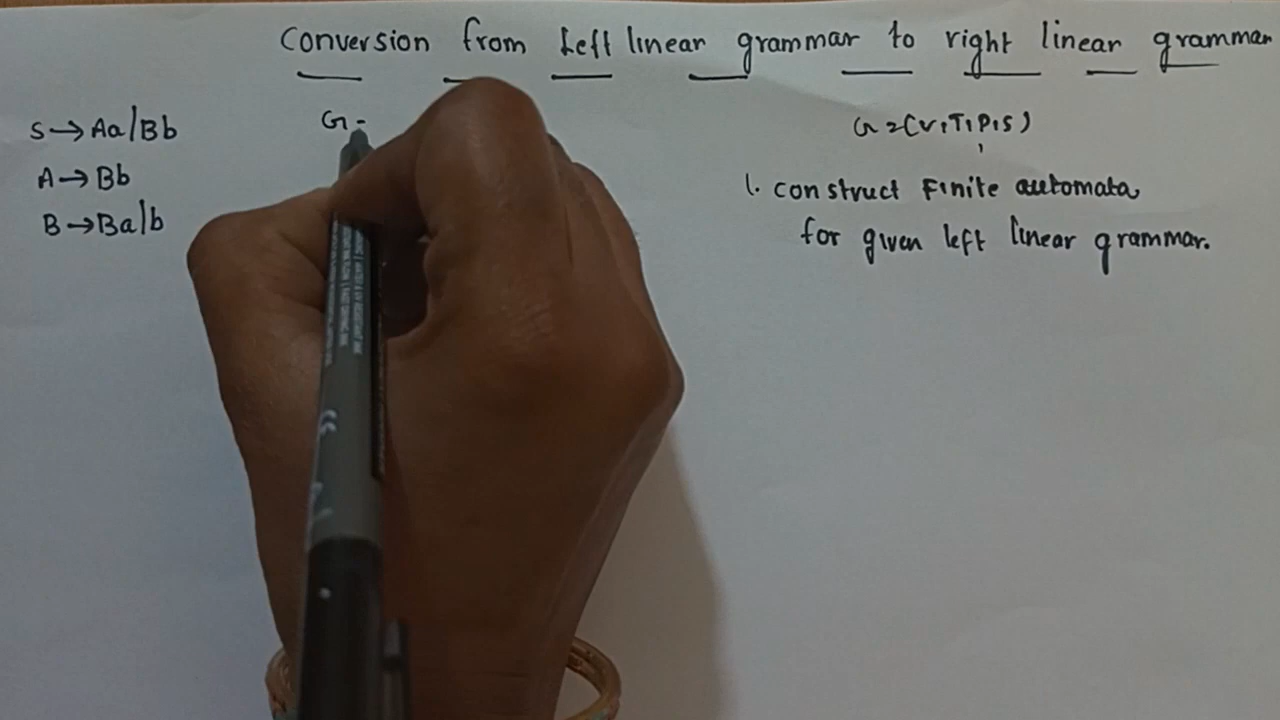 Conversion from Left linear grammar to right linear grammar
S→Aa/Bb
A→Bb
B→Ba/b
G=
G=(V,T,P,S)
1. construct Finite automata
for given left linear grammar.